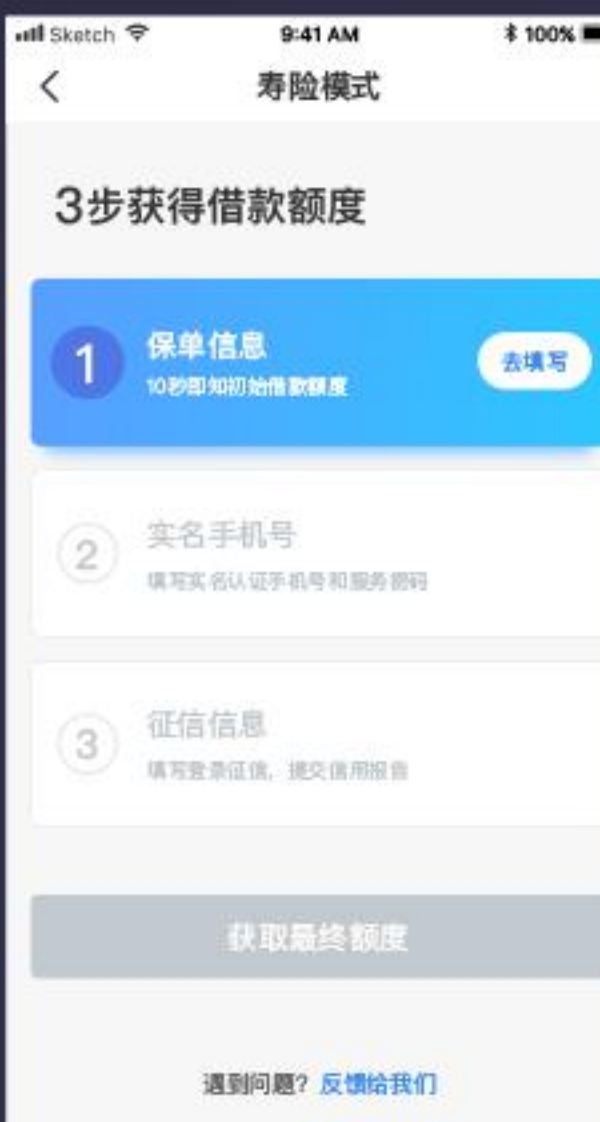 Sketch 9:41 AM 100%
寿险模式
3步获得借款额度
1 保单信息 去填写
10秒即知初始借款额度
2 实名手机号
填写实名认证手机号和服务密码
3 征信信息
填写登录征信，提交信用报告
获取最终额度
遇到问题？反馈给我们